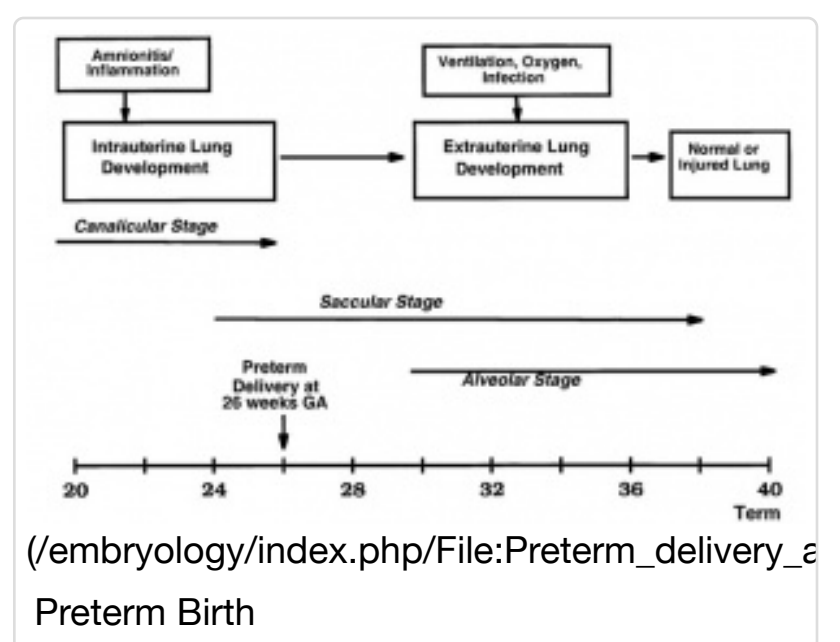 Amnionitis/
Inflammation
Ventilation, Oxygen,
Infection
Intrauterine Lung
Development
Extrauterine Lung
Development
Normal or
Injured Lung
Canalicular Stage
Saccular Stage
Alveolar Stage
Preterm
Delivery at
26 weeks GA
20 24 28 32 36 40
Term
(/embryology/index.php/File:Preterm_delivery_a
Preterm Birth